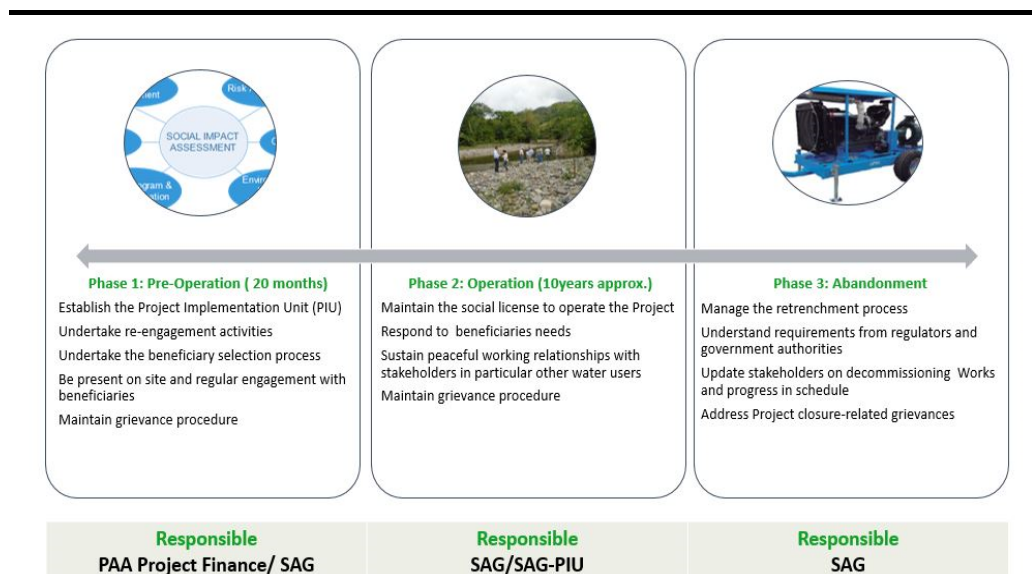 Risk
SOCIAL IMPACT
ASSESSMENT
Phase 1: Pre-Operation ( 20 months)
Establish the Project Implementation Unit (PIU)
Undertake re-engagement activities
Undertake the beneficiary selection process
Be present on site and regular engagement with
beneficiaries
Maintain grievance procedure
Phase 2: Operation (10years approx.)
Maintain the social license to operate the Project
Respond to beneficiaries needs
Sustain peaceful working relationships with
stakeholders in particular other water users
Maintain grievance procedure
Phase 3: Abandonment
Manage the retrenchment process
Understand requirements from regulators and
government authorities
Update stakeholders on decommissioning Works
and progress in schedule
Address Project closure-related grievances
Responsible
PAA Project Finance/ SAG
Responsible
SAG/SAG-PIU
Responsible
SAG